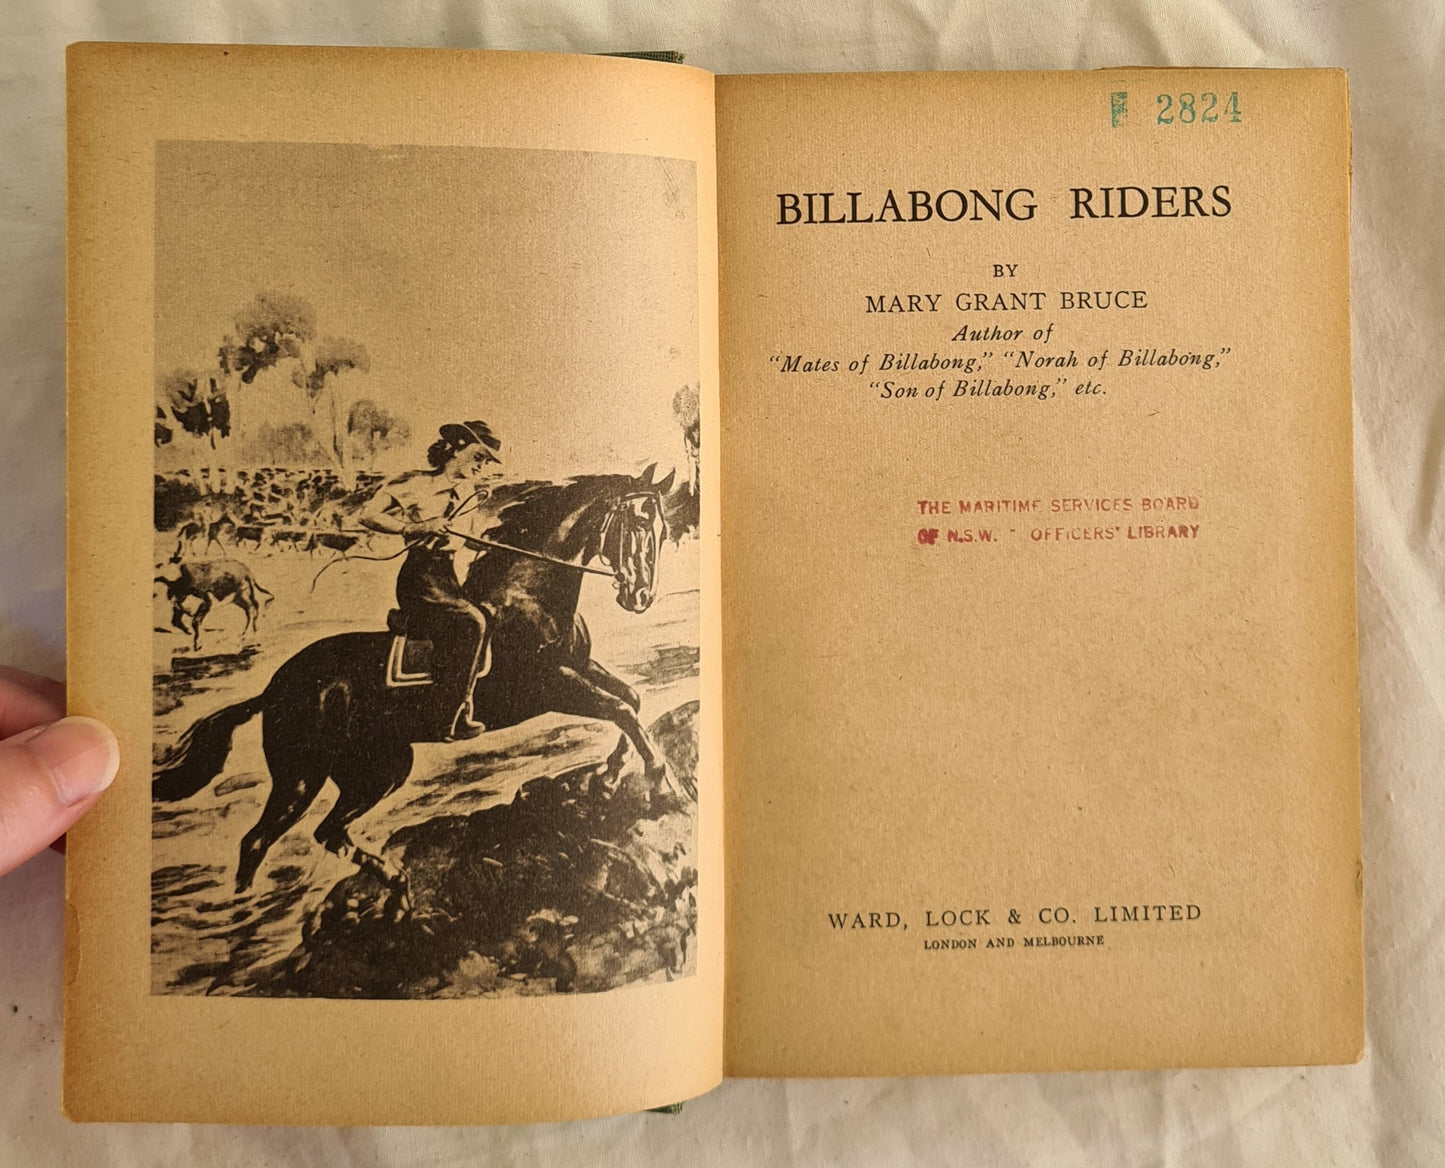 2824
BILLABONG RIDERS
BY
MARY GRANT BRUCE
Author of
“Mates of Billabong,” “Norah of Billabong,”
“Son of Billabong,” etc.
THE MARITIME SERVICES BOARD
OF N.S.W. - OFFICERS' LIBRARY
WARD, LOCK & CO. LIMITED
LONDON AND MELBOURNE